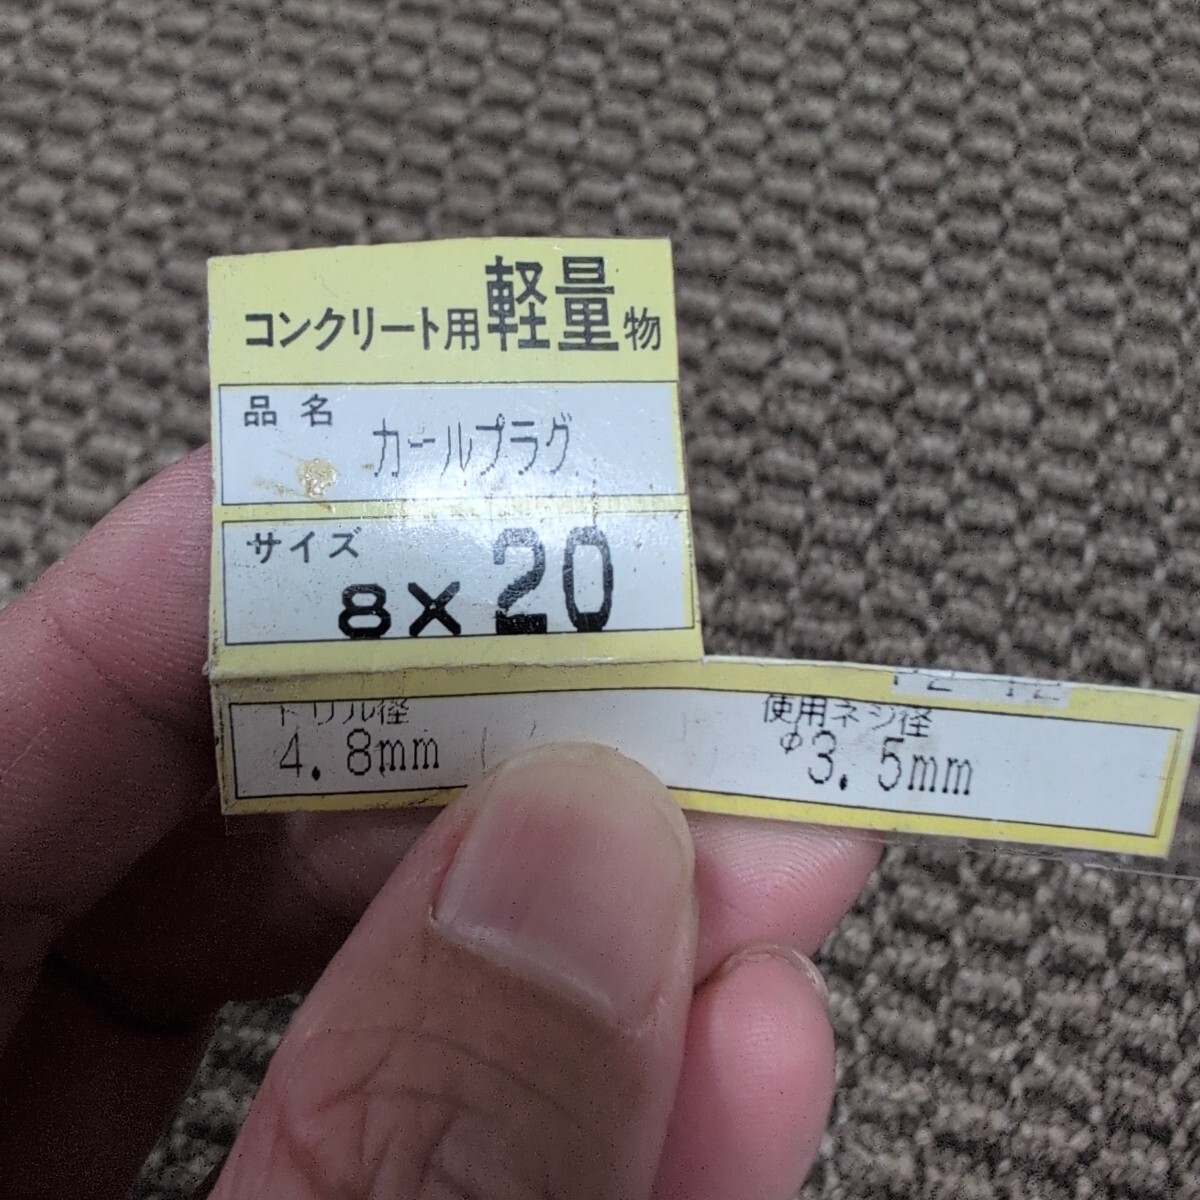 コンクリート用軽量物
品名
カールプラグ
サイズ
8×20
ドリル径
4.8mm
使用ネジ径
φ3.5mm